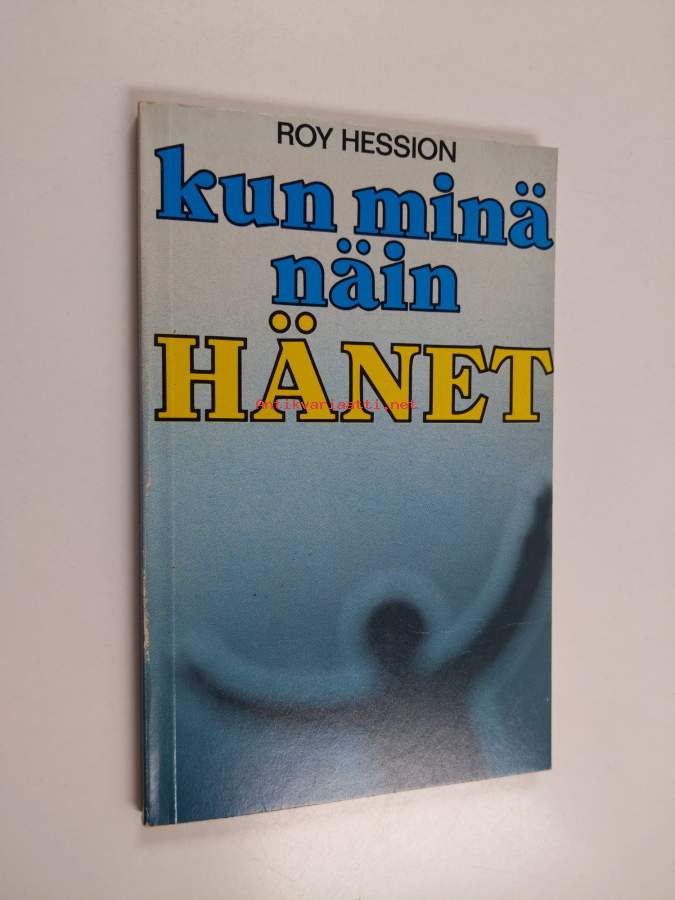 ROY HESSION
kun minä
näin
HÄNET
Antikvariaatti.net